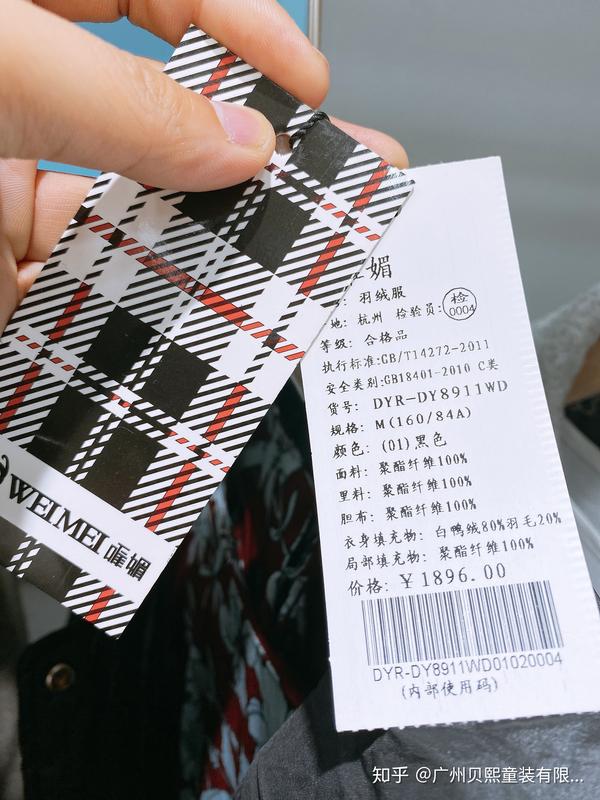 WEIMEI
媚
羽绒服
地: 杭州 检验员: 检 0004
等级: 合格品
执行标准:GB/T14272-2011
安全类别:GB18401-2010 C类
货号: DYR-DY8911WD
规格: M(160/84A)
颜色: (01)黑色
面料: 聚酯纤维100%
里料: 聚酯纤维100%
胆布: 聚酯纤维100%
衣身填充物: 白鸭绒80%羽毛20%
局部填充物: 聚酯纤维100%
价格: ¥1896.00
DYR-DY8911WD01020004
(内部使用码)
知乎 @广州贝熙童装有限...